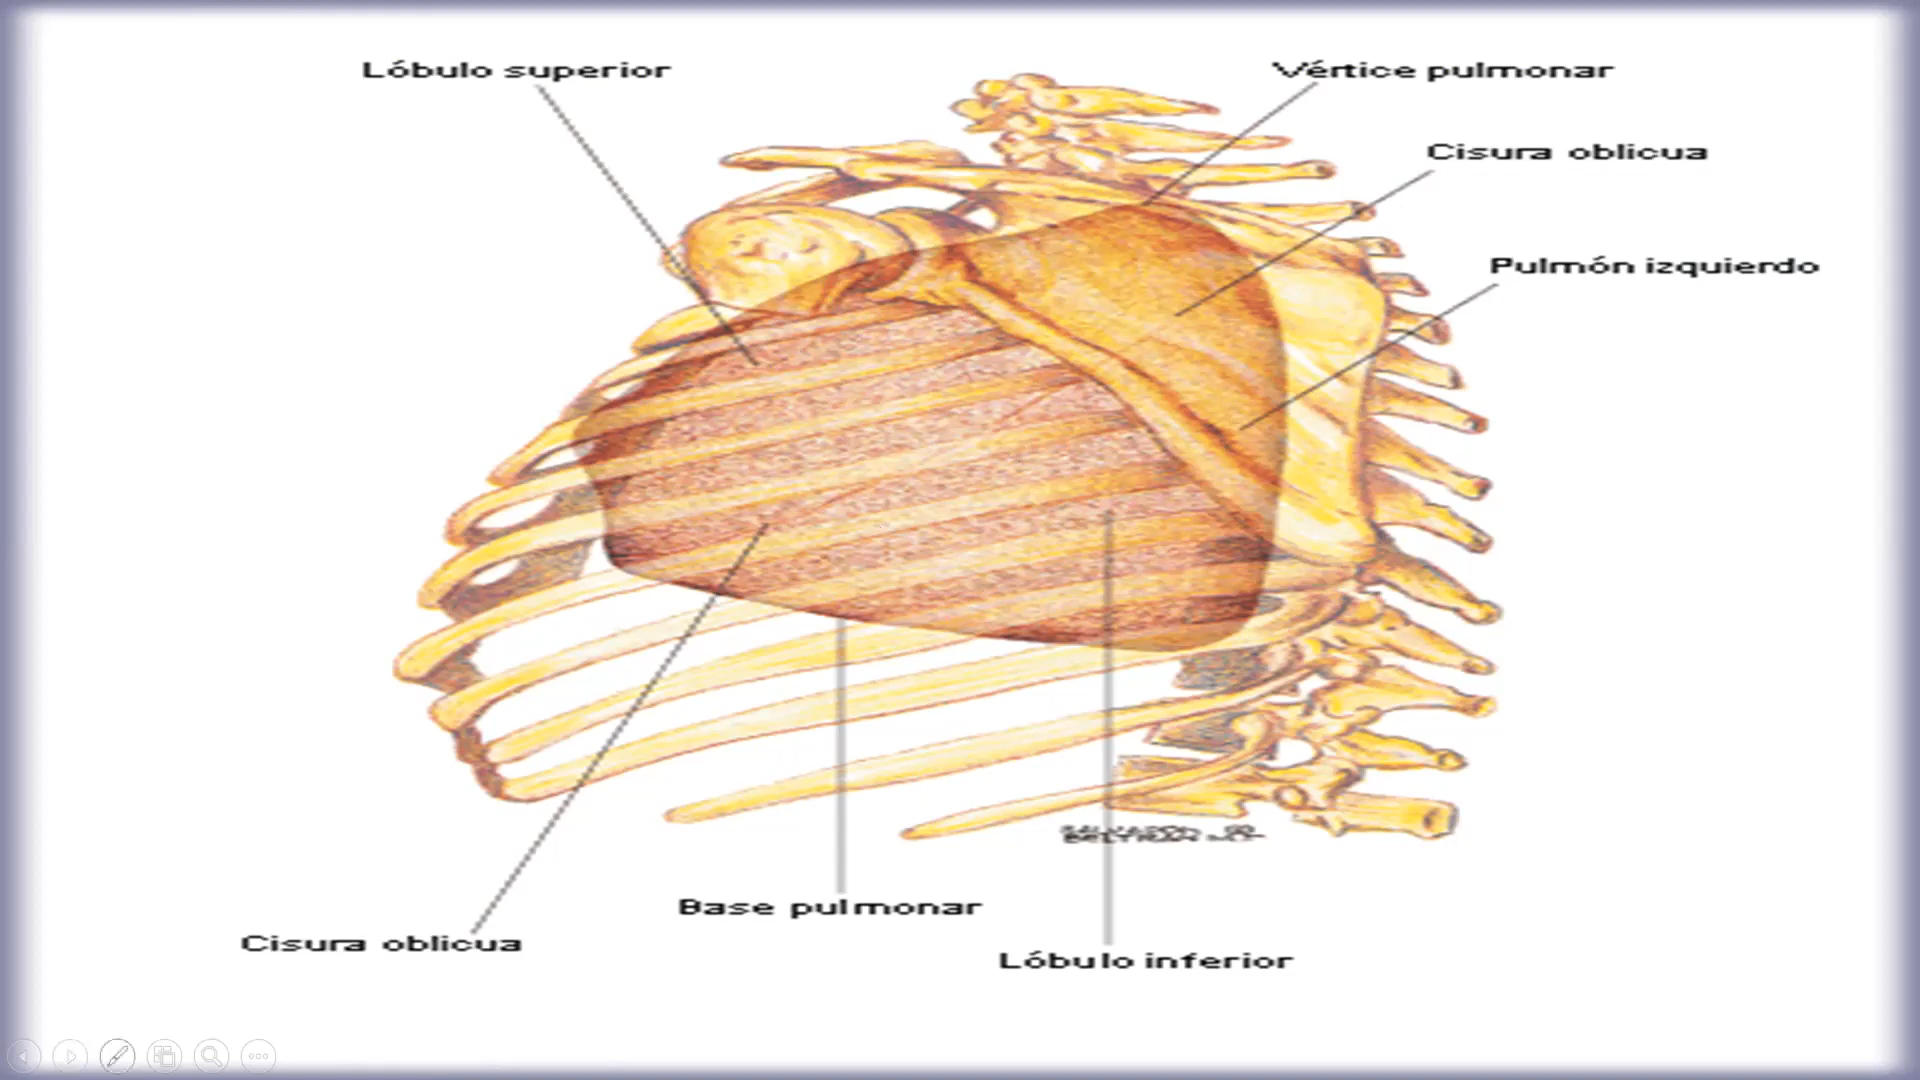 Lóbulo superior
Vértice pulmonar
Cisura oblicua
Pulmón izquierdo
Base pulmonar
Cisura oblicua
Lóbulo inferior